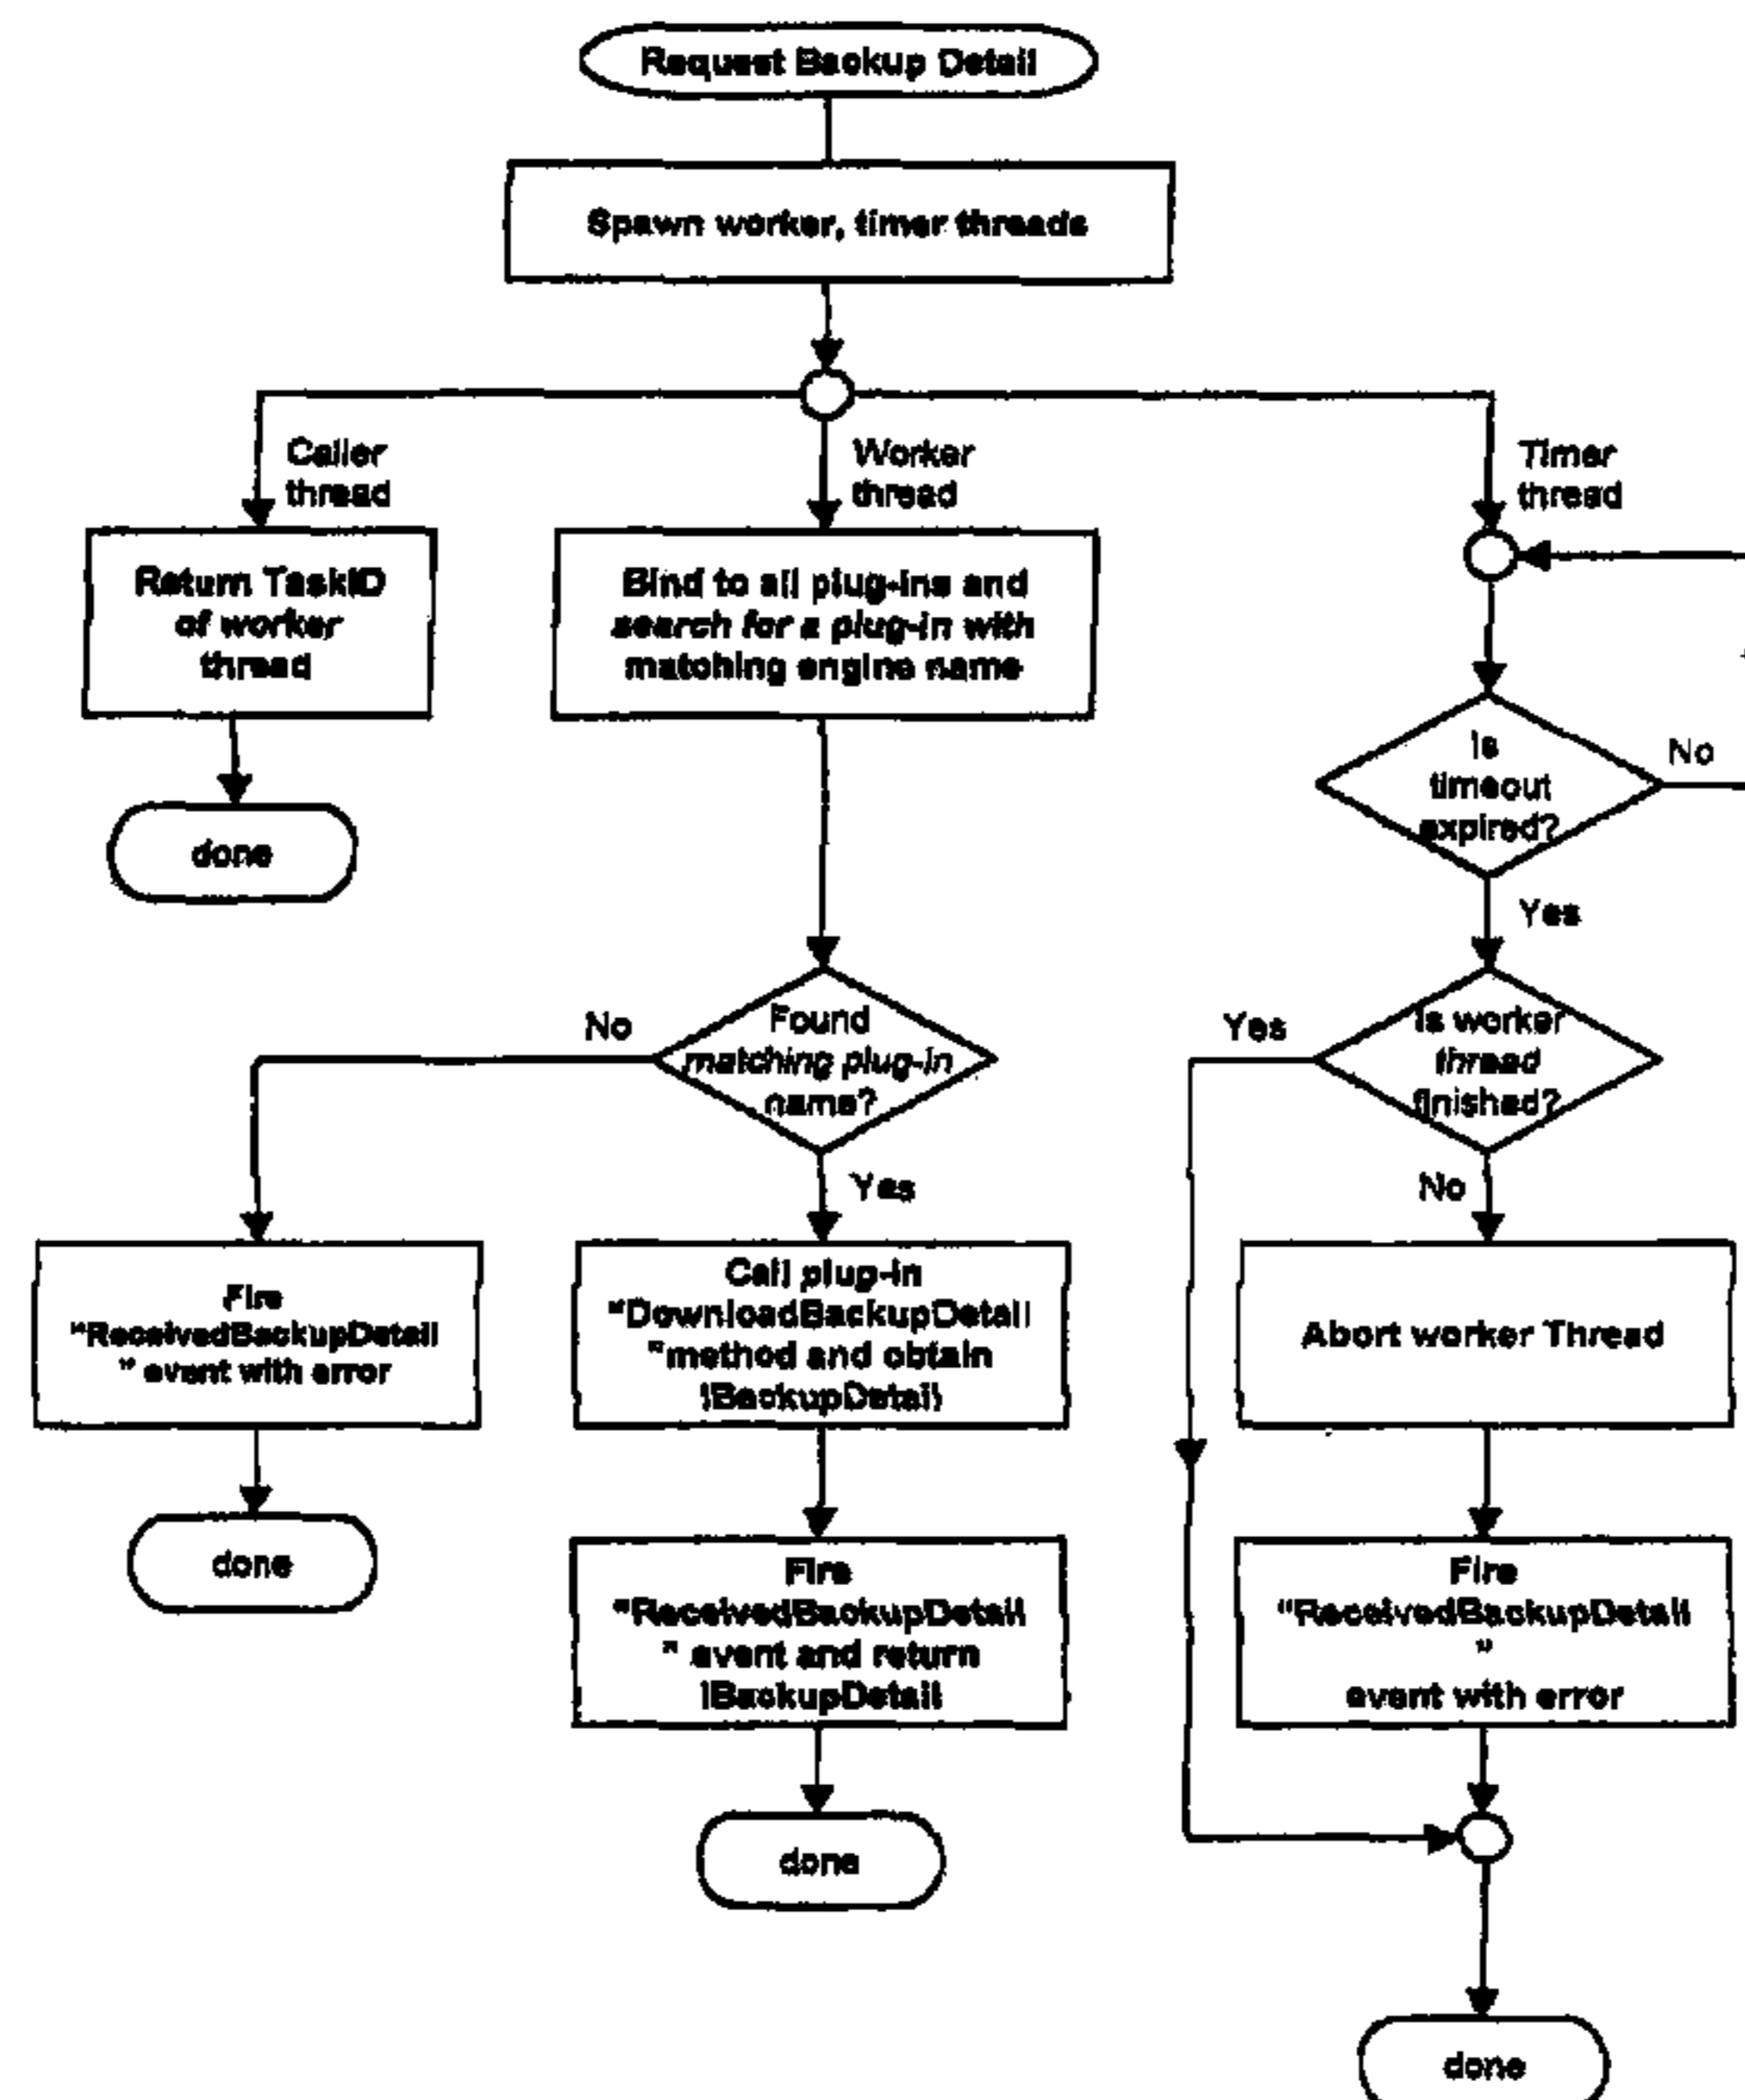 Request Backup Detail
Spawn worker, timer threads
Caller
thread
Worker
thread
Timer
thread
Return TaskID
of worker
thread
Bind to all plug-ins and
search for a plug-in with
matching engine name
Is
timeout
expired?
No
done
Yes
Found
matching plug-in
name?
No
Is worker
thread
finished?
Yes
Yes
No
Fire
"ReceivedBackupDetail
" event with error
Call plug-in
"DownloadBackupDetail
"method and obtain
IBackupDetail
Abort worker Thread
done
Fire
"ReceivedBackupDetail
" event and return
IBackupDetail
Fire
"ReceivedBackupDetail
"
event with error
done
done